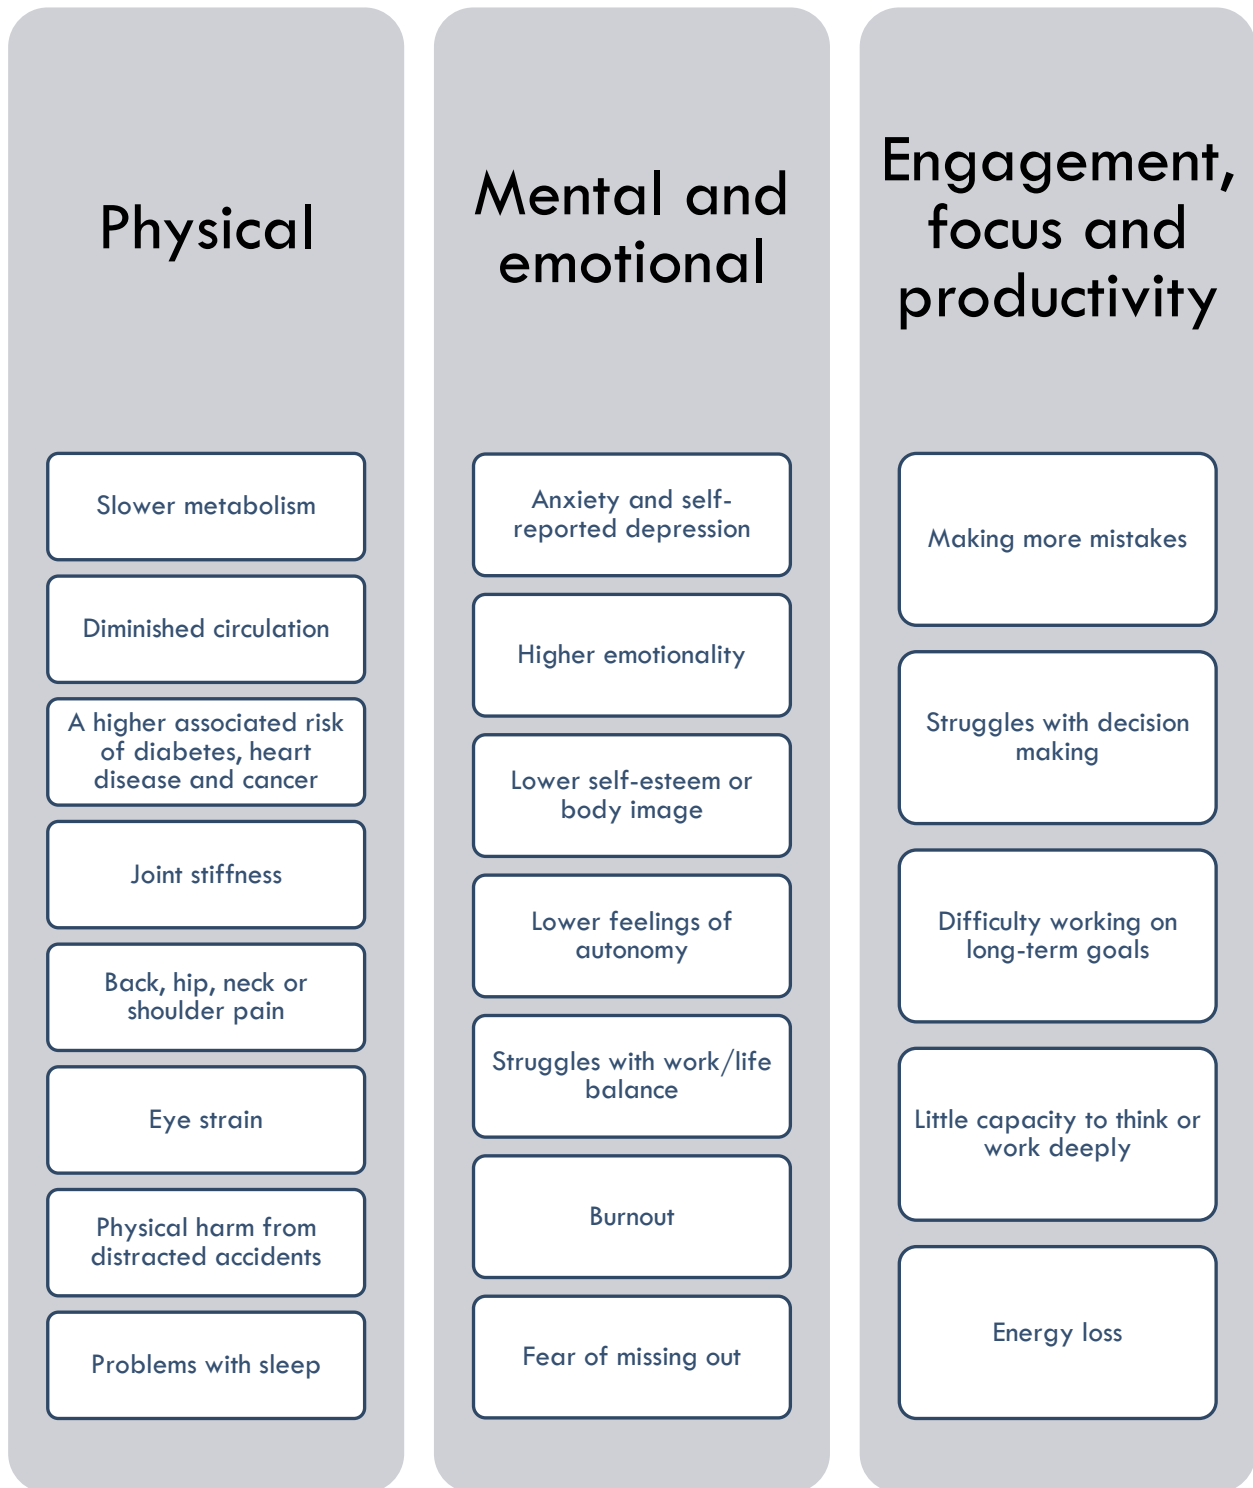 Physical
Slower metabolism
Diminished circulation
A higher associated risk
of diabetes, heart
disease and cancer
Joint stiffness
Back, hip, neck or
shoulder pain
Eye strain
Physical harm from
distracted accidents
Problems with sleep
Mental and
emotional
Anxiety and self-
reported depression
Higher emotionality
Lower self-esteem or
body image
Lower feelings of
autonomy
Struggles with work/life
balance
Burnout
Fear of missing out
Engagement,
focus and
productivity
Making more mistakes
Struggles with decision
making
Difficulty working on
long-term goals
Little capacity to think or
work deeply
Energy loss